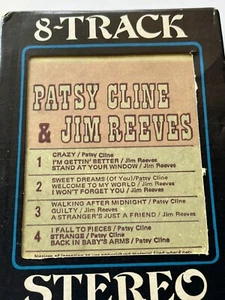 8-TRACK
PATSY CLINE
& JIM REEVES
1 CRAZY / Patsy Cline
I'M GETTIN' BETTER / Jim Reeves
STAND AT YOUR WINDOW / Jim Reeves
2 SWEET DREAMS (Of You) / Patsy Cline
WELCOME TO MY WORLD / Jim Reeves
I WON'T FORGET YOU / Jim Reeves
3 WALKING AFTER MIDNIGHT / Patsy Cline
GUILTY / Jim Reeves
A STRANGER'S JUST A FRIEND / Jim Reeves
4 I FALL TO PIECES / Patsy Cline
STRANGE / Patsy Cline
BACK IN BABY'S ARMS / Patsy Cline
STEREO